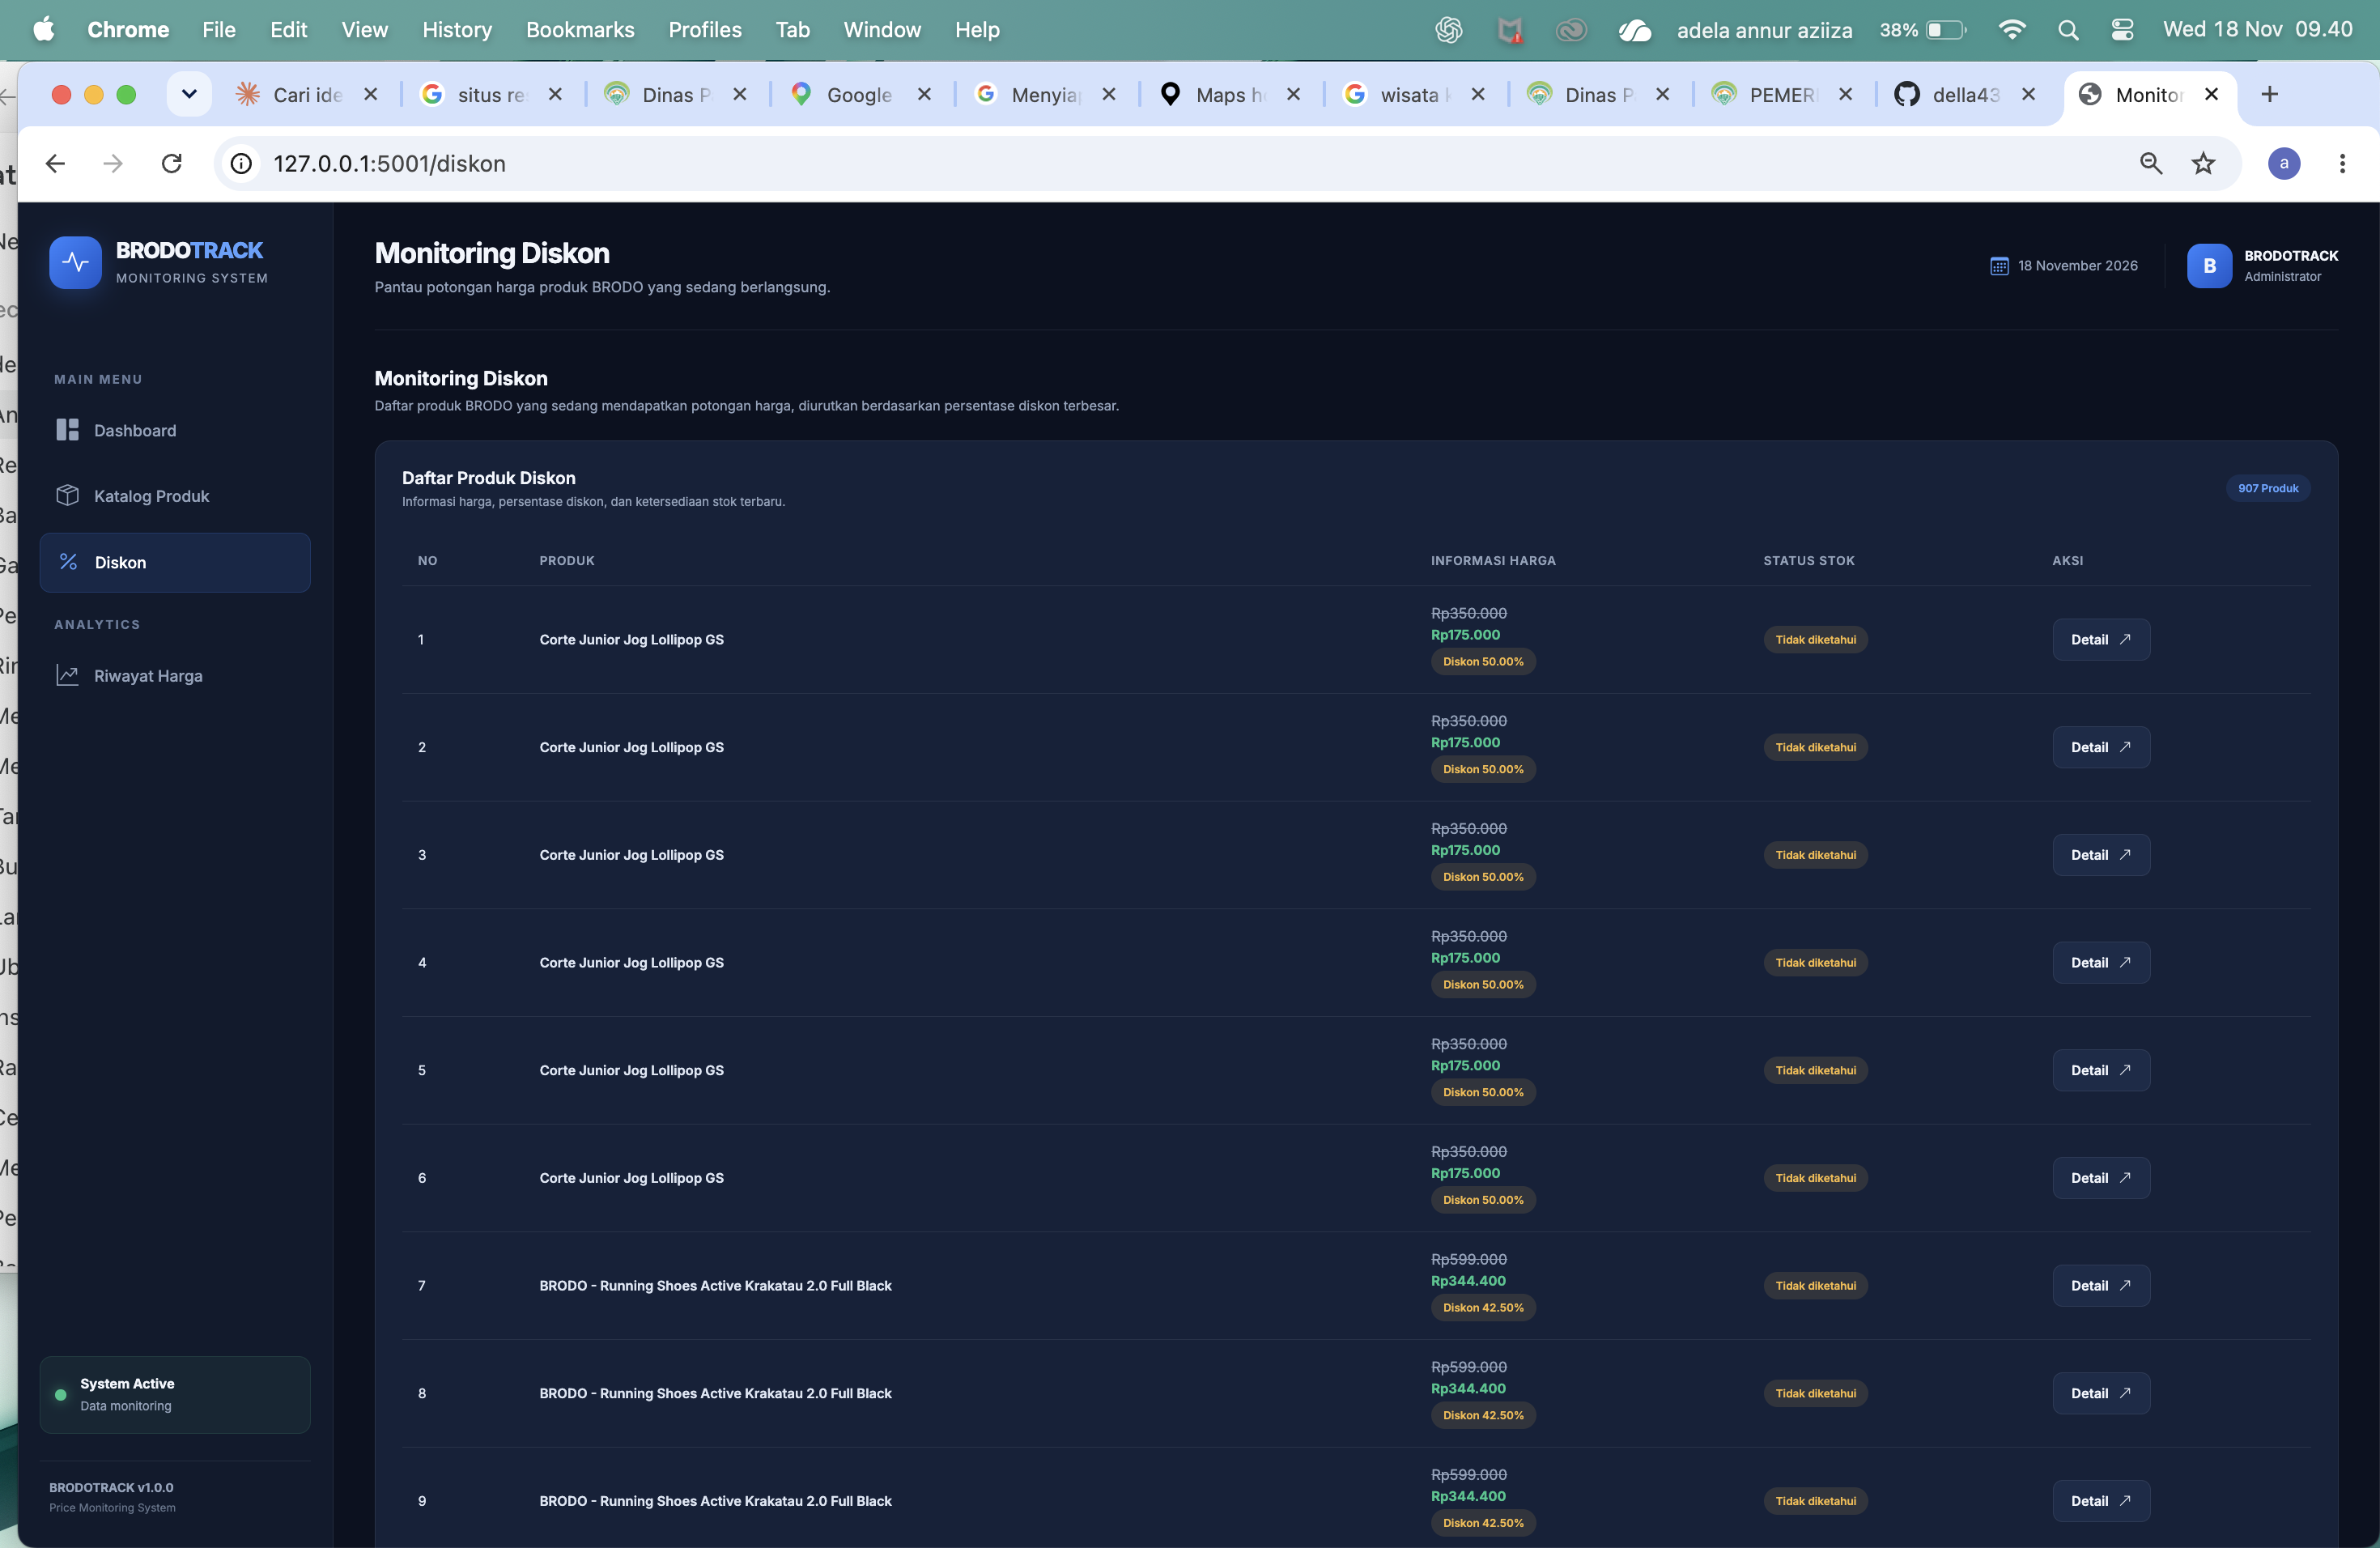 Chrome File Edit View History Bookmarks Profiles Tab Window Help adela annur aziiza 38% Wed 18 Nov 09.40
Cari ide situs re Dinas P Google Menyiap Maps h wisata Dinas P PEMER della43 Monitor
127.0.0.1:5001/diskon a
BRODOTRACK
MONITORING SYSTEM
MAIN MENU
Dashboard
Katalog Produk
Diskon
ANALYTICS
Riwayat Harga
System Active
Data monitoring
BRODOTRACK v1.0.0
Price Monitoring System
Monitoring Diskon
Pantau potongan harga produk BRODO yang sedang berlangsung.
18 November 2026
B
BRODOTRACK
Administrator
Monitoring Diskon
Daftar produk BRODO yang sedang mendapatkan potongan harga, diurutkan berdasarkan persentase diskon terbesar.
Daftar Produk Diskon
Informasi harga, persentase diskon, dan ketersediaan stok terbaru.
907 Produk
NO PRODUK INFORMASI HARGA STATUS STOK AKSI
Rp350.000
1 Corte Junior Jog Lollipop GS Rp175.000 Tidak diketahui Detail
Diskon 50.00%
Rp350.000
2 Corte Junior Jog Lollipop GS Rp175.000 Tidak diketahui Detail
Diskon 50.00%
Rp350.000
3 Corte Junior Jog Lollipop GS Rp175.000 Tidak diketahui Detail
Diskon 50.00%
Rp350.000
4 Corte Junior Jog Lollipop GS Rp175.000 Tidak diketahui Detail
Diskon 50.00%
Rp350.000
5 Corte Junior Jog Lollipop GS Rp175.000 Tidak diketahui Detail
Diskon 50.00%
Rp350.000
6 Corte Junior Jog Lollipop GS Rp175.000 Tidak diketahui Detail
Diskon 50.00%
Rp599.000
7 BRODO - Running Shoes Active Krakatau 2.0 Full Black Rp344.400 Tidak diketahui Detail
Diskon 42.50%
Rp599.000
8 BRODO - Running Shoes Active Krakatau 2.0 Full Black Rp344.400 Tidak diketahui Detail
Diskon 42.50%
Rp599.000
9 BRODO - Running Shoes Active Krakatau 2.0 Full Black Rp344.400 Tidak diketahui Detail
Diskon 42.50%